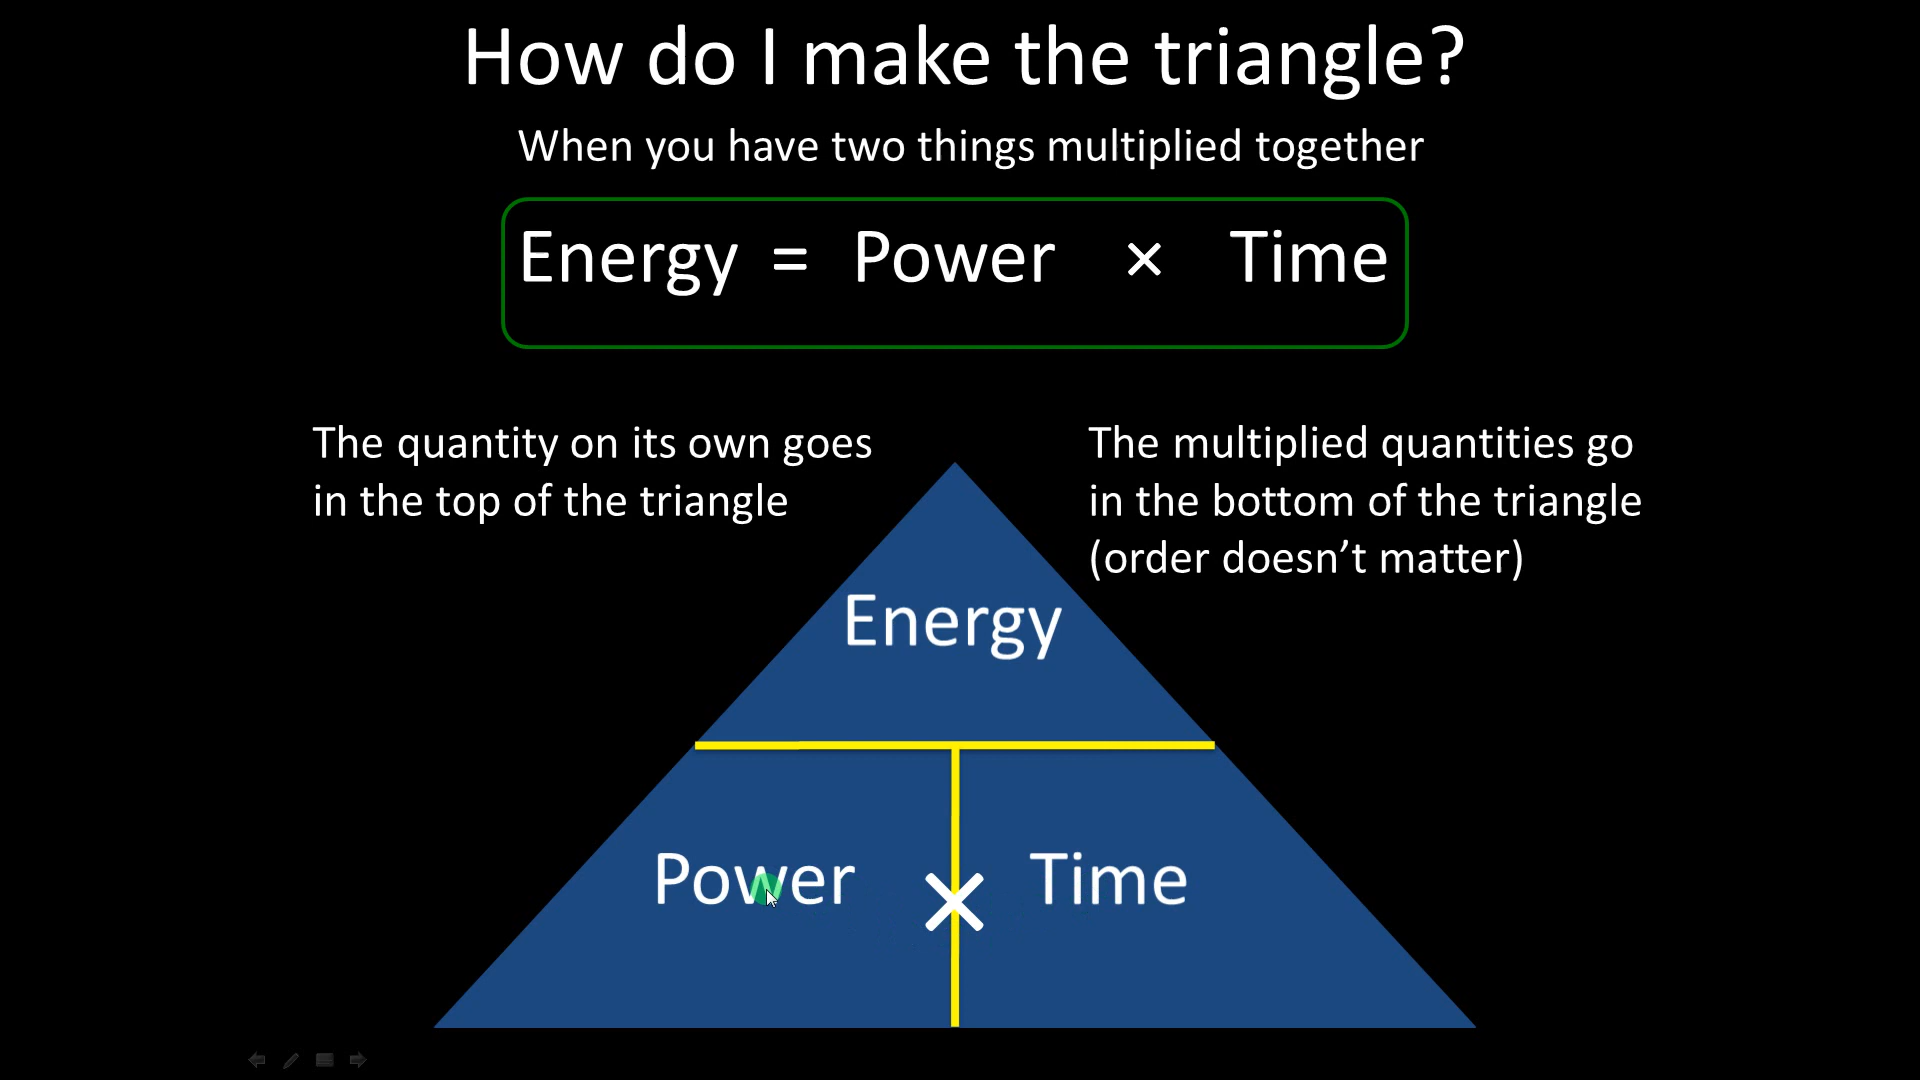 How do I make the triangle?
When you have two things multiplied together
Energy = Power × Time
The quantity on its own goes
in the top of the triangle
The multiplied quantities go
in the bottom of the triangle
(order doesn’t matter)
Energy
Power × Time